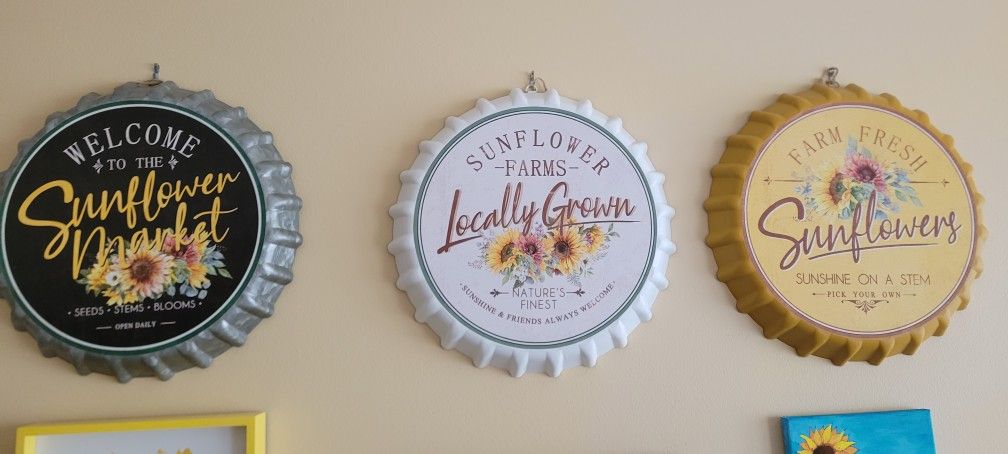 WELCOME
TO THE
Sunflower
Market
• SEEDS • STEMS • BLOOMS •
OPEN DAILY
SUNFLOWER
-FARMS-
Locally Grown
NATURE'S
FINEST
• SUNSHINE & FRIENDS ALWAYS WELCOME •
FARM FRESH
Sunflowers
SUNSHINE ON A STEM
PICK YOUR OWN